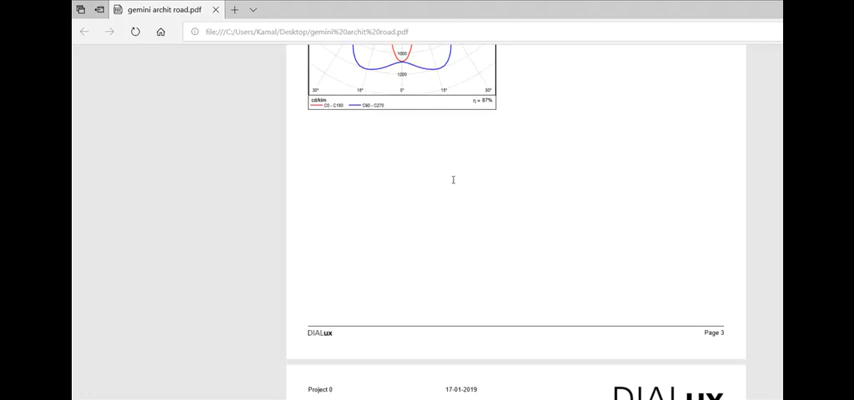 gemini archit road.pdf
file:///C:/Users/Kamal/Desktop/gemini%20archit%20road.pdf
1000
1200
30° 15° 0° 15° 30°
cd/klm η = 87%
C0 - C180 C90 - C270
DIALux Page 3
Project 0 17-01-2019
DIALux